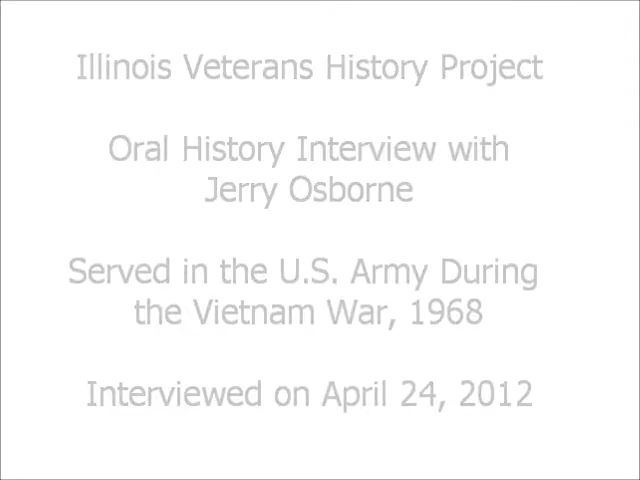 Illinois Veterans History Project
Oral History Interview with
Jerry Osborne
Served in the U.S. Army During
the Vietnam War, 1968
Interviewed on April 24, 2012